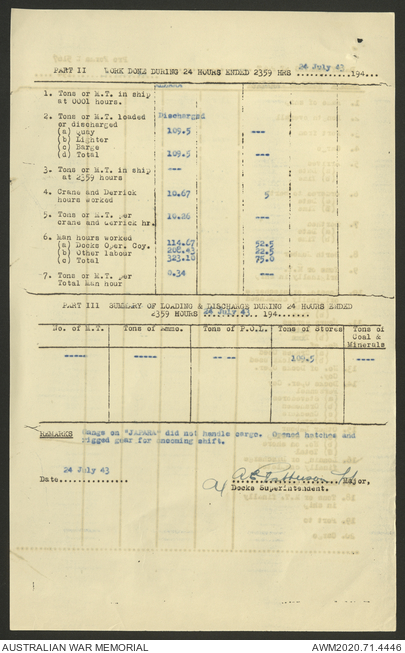 PART II WORK DONE DURING 24 HOURS ENDED 2359 HRS 24 July 43 194...
1. Tons or M.T. in ship
at 0001 hours.
2. Tons or M.T. loaded Discharged
or discharged
(a) Quay 109.5 ---
(b) Lighter
(c) Barge
(d) Total 109.5 ---
3. Tons or M.T. in ship ---
at 2359 hours
4. Crane and Derrick 10.67 5
hours worked
5. Tons or M.T. per 10.26 ---
crane and derrick hr.
6. Man hours worked
(a) Docks Oper. Coy. 114.67 52.5
(b) Other labour 208.43 22.5
(c) Total 323.10 75.0
7. Tons or M.T. per 0.34 ---
Total man hour
PART III SUMMARY OF LOADING & DISCHARGE DURING 24 HOURS ENDED
2359 HOURS 24 July 43 194.......
No. of M.T. Tons of Ammo. Tons of P.O.L. Tons of Stores Tons of
Coal &
Minerals
----- ----- -- -- 109.5 ----
REMARKS Gangs on "JAPARA" did not handle cargo. Opened hatches and
rigged gear for oncoming shift.
24 July 43
Date.................. Major,
Docks Superintendent.
AUSTRALIAN WAR MEMORIAL AWM2020.71.4446